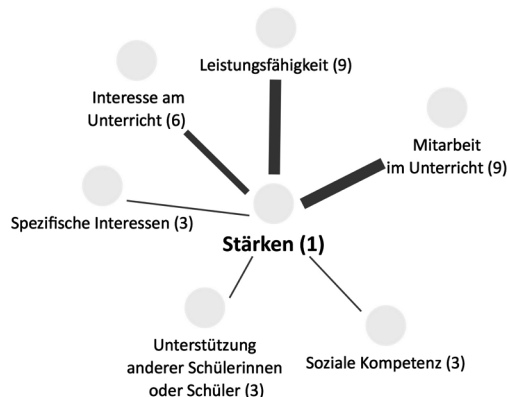 Leistungsfähigkeit (9)
Interesse am
Unterricht (6)
Mitarbeit
im Unterricht (9)
Spezifische Interessen (3)
Stärken (1)
Unterstützung
anderer Schülerinnen
oder Schüler (3)
Soziale Kompetenz (3)